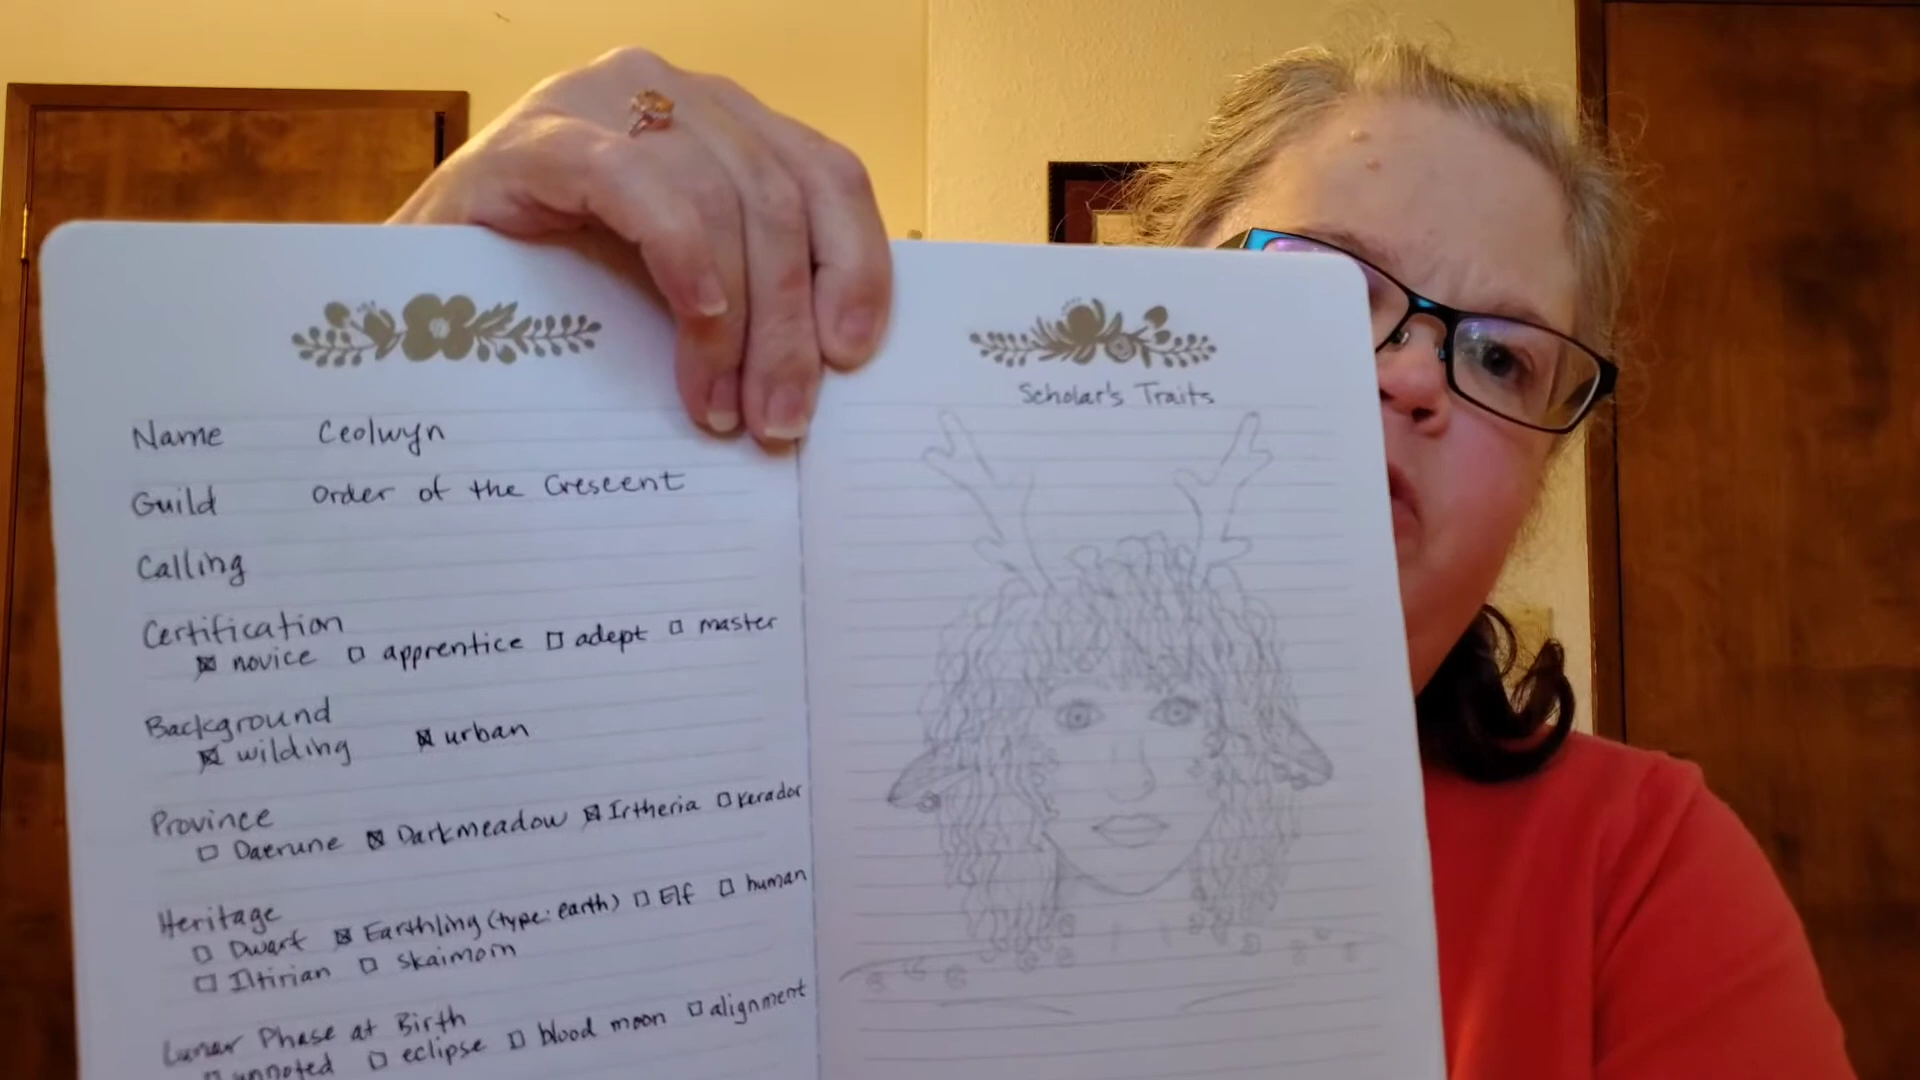 Name Ceolwyn
Guild Order of the Crescent
Calling
Certification
☒ novice ☐ apprentice ☐ adept ☐ master
Background
☒ wilding ☒ urban
Province
☐ Daerune ☒ Darkmeadow ☒ Irtheria ☐ Kerador
Heritage
☐ Dwarf ☒ Earthling (type: earth) ☐ Elf ☐ human
☐ Iltirian ☐ Skaimorn
Lunar Phase at Birth
☐ unnoted ☐ eclipse ☐ blood moon ☐ alignment
Scholar's Traits